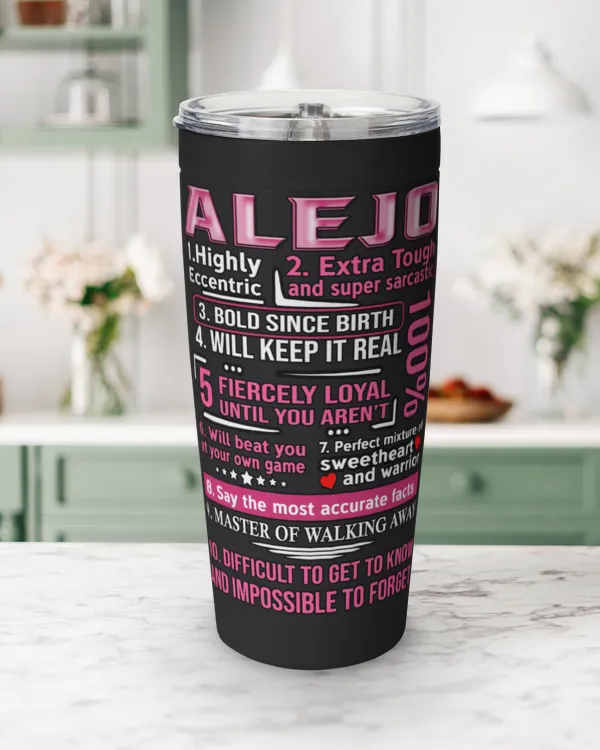 ALEJO
1.Highly
Eccentric
2. Extra Tough
and super sarcastic
3. BOLD SINCE BIRTH
4. WILL KEEP IT REAL
100%
5 FIERCELY LOYAL
UNTIL YOU AREN'T
6. Will beat you
at your own game
7. Perfect mixture of
sweetheart
and warrior
8. Say the most accurate facts
9. MASTER OF WALKING AWAY
10. DIFFICULT TO GET TO KNOW
AND IMPOSSIBLE TO FORGET